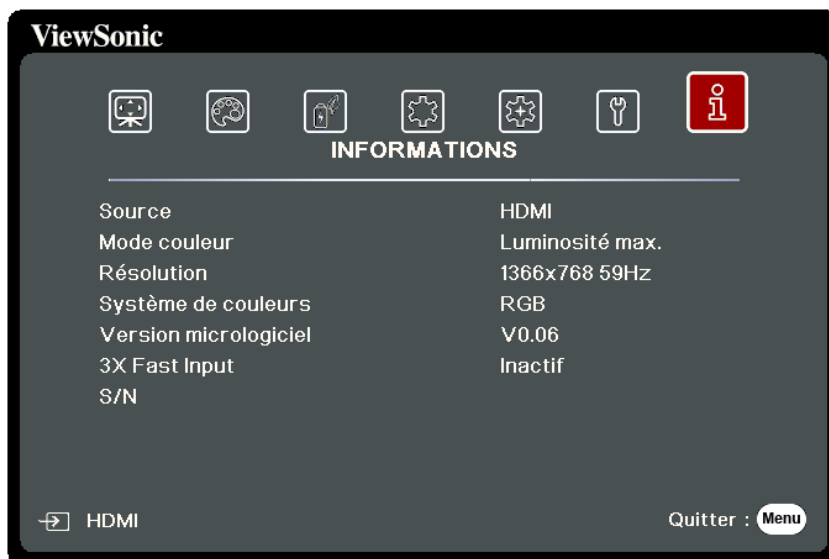 ViewSonic
INFORMATIONS
Source HDMI
Mode couleur Luminosité max.
Résolution 1366x768 59Hz
Système de couleurs RGB
Version micrologiciel V0.06
3X Fast Input Inactif
S/N
HDMI Quitter : Menu